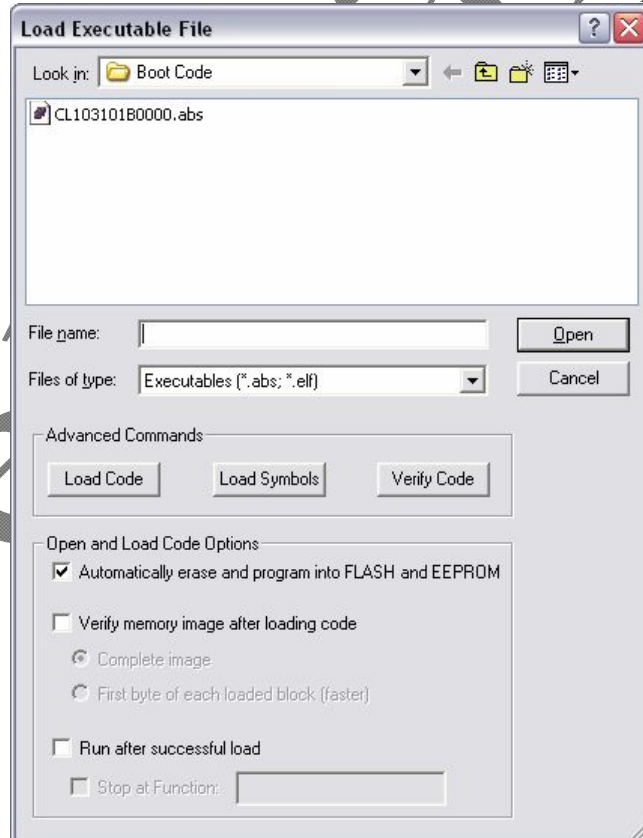 Load Executable File
Look in: Boot Code
CL103101B0000.abs
File name:
Open
Files of type: Executables (*.abs; *.elf)
Cancel
Advanced Commands
Load Code Load Symbols Verify Code
Open and Load Code Options
Automatically erase and program into FLASH and EEPROM
Verify memory image after loading code
Complete image
First byte of each loaded block (faster)
Run after successful load
Stop at Function: